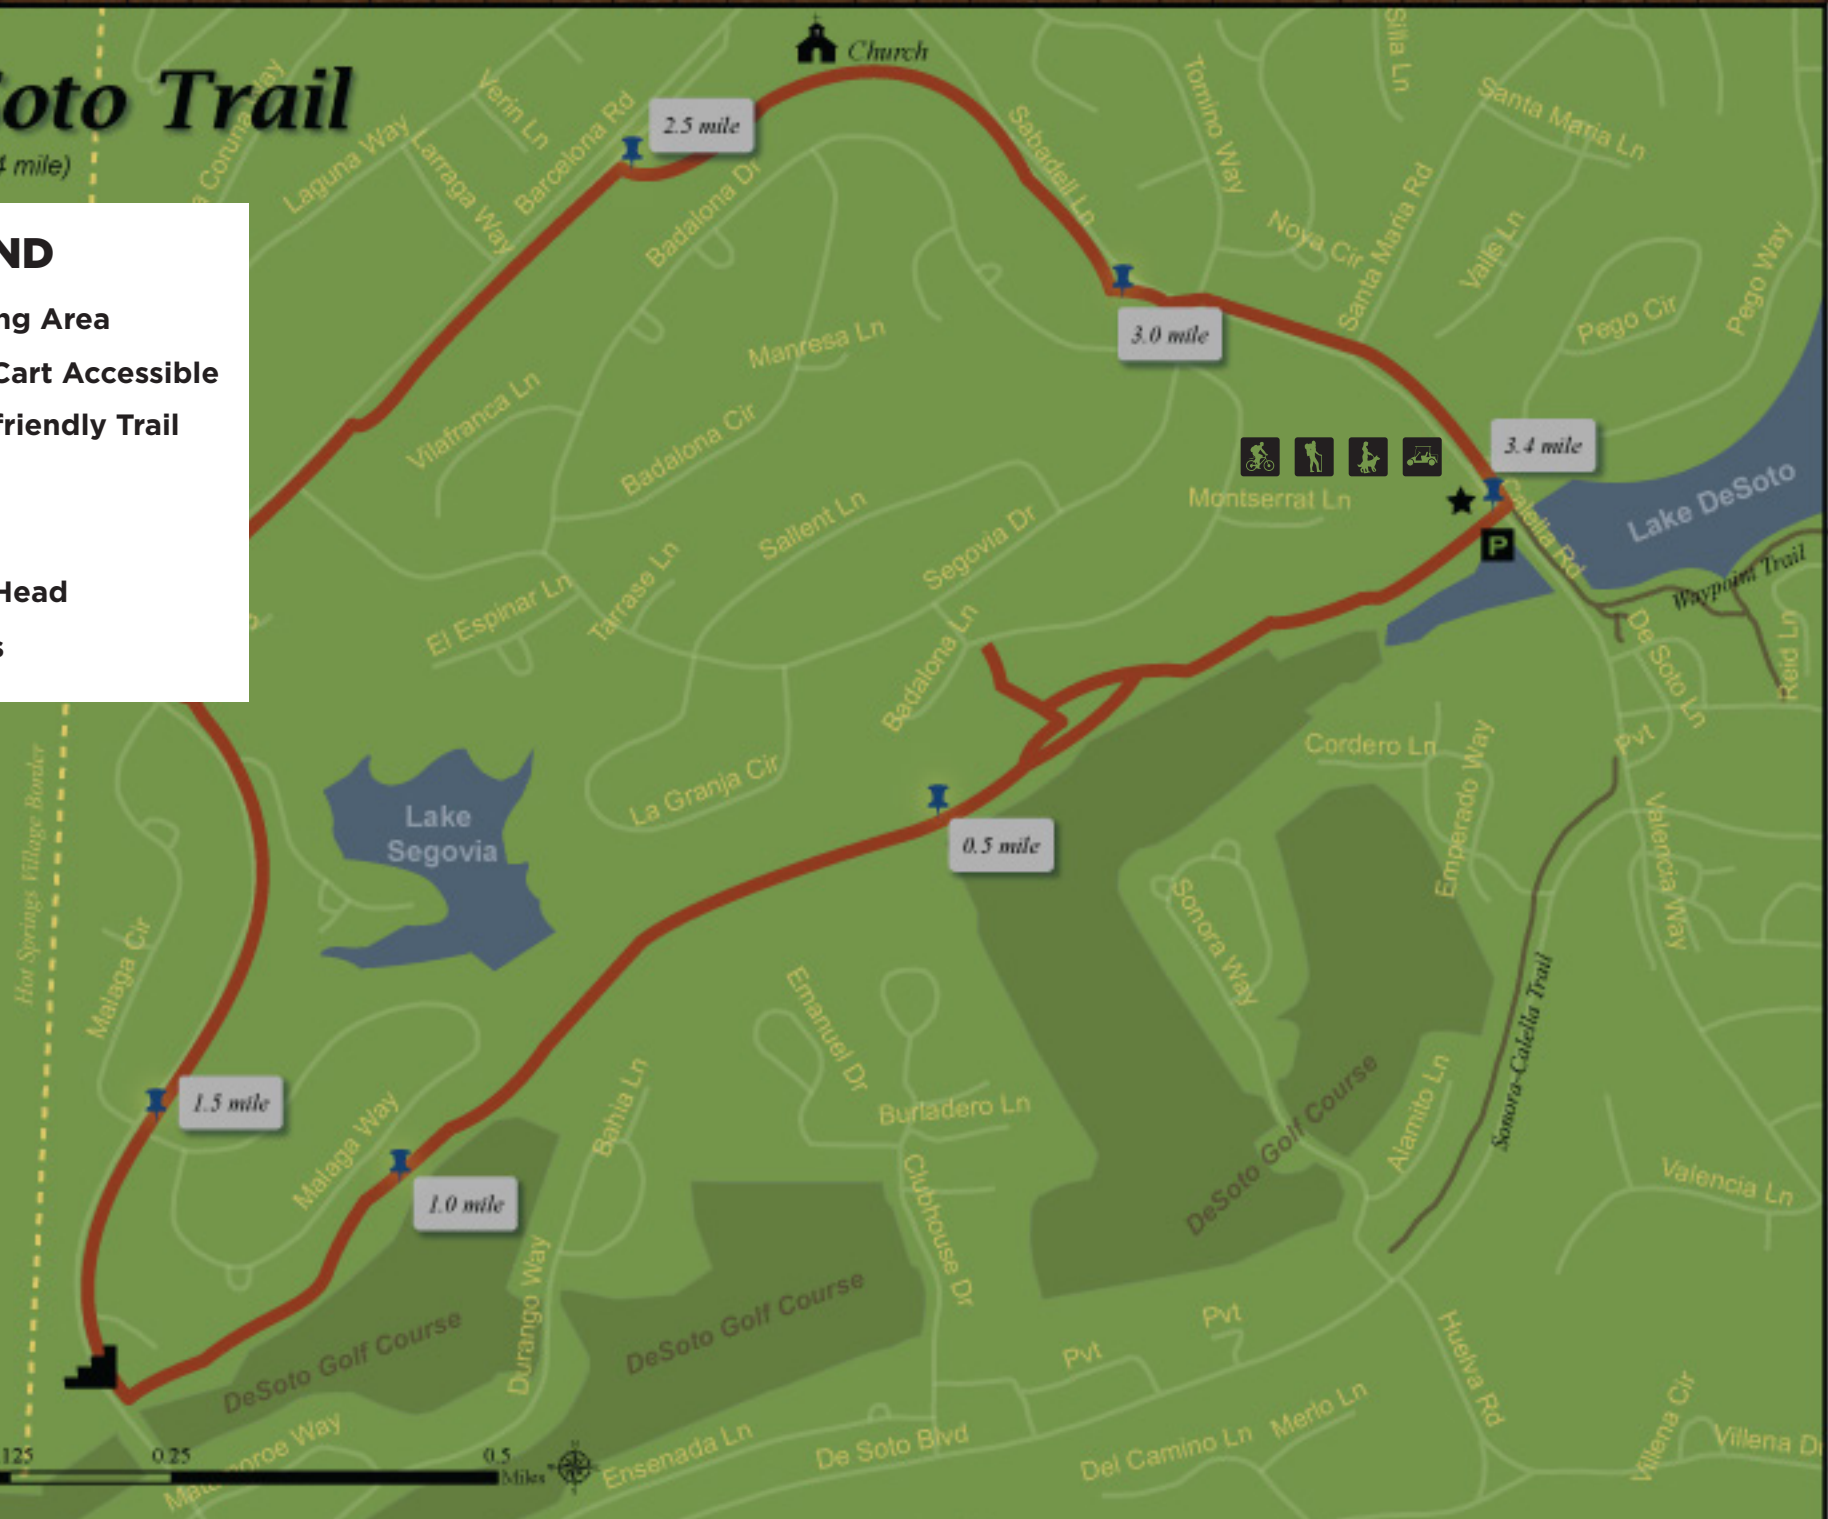 oto Trail
4 mile)
ND
ng Area
Cart Accessible
friendly Trail
Head
s
Church
2.5 mile
3.0 mile
3.4 mile
0.5 mile
1.0 mile
1.5 mile
a Coruna Way
Laguna Way
Verin Ln
Larraga Way
Barcelona Rd
Badalona Dr
Sabadell Ln
Tomino Way
Silla Ln
Santa Maria Ln
Noya Cir
Santa Maria Rd
Valls Ln
Pego Cir
Pego Way
Manresa Ln
Vilafranca Ln
Badalona Cir
Sallent Ln
Segovia Dr
Montserrat Ln
P
Calella Rd
Lake DeSoto
Waypoint Trail
El Espinar Ln
Tarrase Ln
Badalona Ln
De Soto Ln
Reid Ln
Pvt
La Granja Cir
Cordero Ln
Emperado Way
Valencia Way
Lake
Segovia
Hot Springs Village Border
Malaga Cir
Malaga Way
Bahia Ln
Emanuel Dr
Burladero Ln
Clubhouse Dr
Sonora Way
DeSoto Golf Course
Alamito Ln
Sonora-Calella Trail
Valencia Ln
Durango Way
DeSoto Golf Course
DeSoto Golf Course
Pvt
Pvt
Huelva Rd
Merlo Ln
Del Camino Ln
De Soto Blvd
Ensenada Ln
Villena Cir
Villena D
125
0.25
0.5
Miles